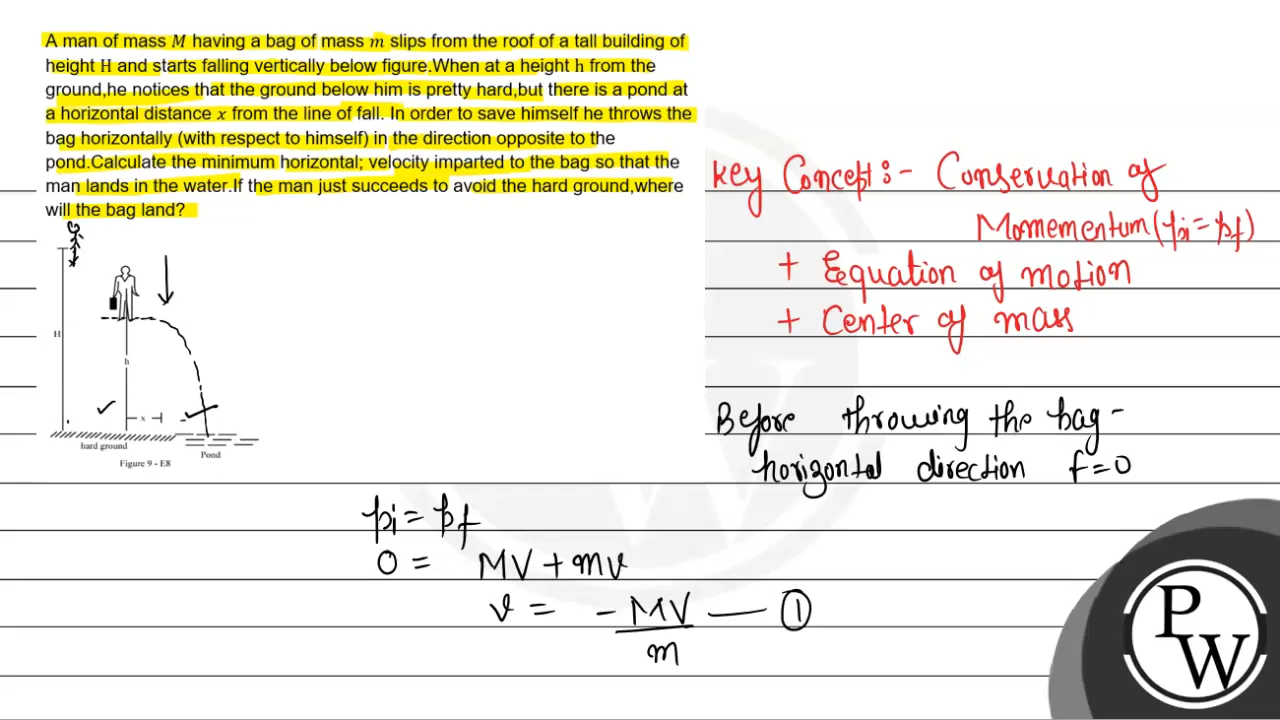 A man of mass M having a bag of mass m slips from the roof of a tall building of
height H and starts falling vertically below figure.When at a height h from the
ground,he notices that the ground below him is pretty hard,but there is a pond at
a horizontal distance x from the line of fall. In order to save himself he throws the
bag horizontally (with respect to himself) in the direction opposite to the
pond.Calculate the minimum horizontal; velocity imparted to the bag so that the
man lands in the water.If the man just succeeds to avoid the hard ground,where
will the bag land?
Key Concept:- Conservation of
Momementum (pi = pf)
+ Equation of motion
+ Center of mass
H
h
x
hard ground
Pond
Figure 9 - E8
Before throwing the bag -
horizontal direction f=0
pi = pf
0 = MV + mv
v = - MV/m — ①
P
W